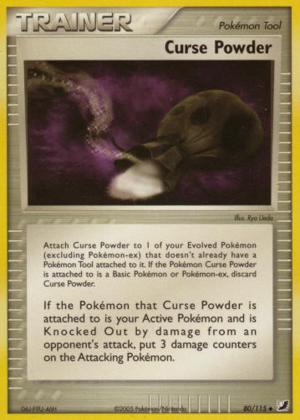 TRAINER
Pokémon Tool
Curse Powder
Illus. Ryo Ueda
Attach Curse Powder to 1 of your Evolved Pokémon
(excluding Pokémon-ex) that doesn't already have a
Pokémon Tool attached to it. If the Pokémon Curse Powder
is attached to is a Basic Pokémon or Pokémon-ex, discard
Curse Powder.
If the Pokémon that Curse Powder is
attached to is your Active Pokémon and is
Knocked Out by damage from an
opponent's attack, put 3 damage counters
on the Attacking Pokémon.
©2005 Pokémon/Nintendo
80/115